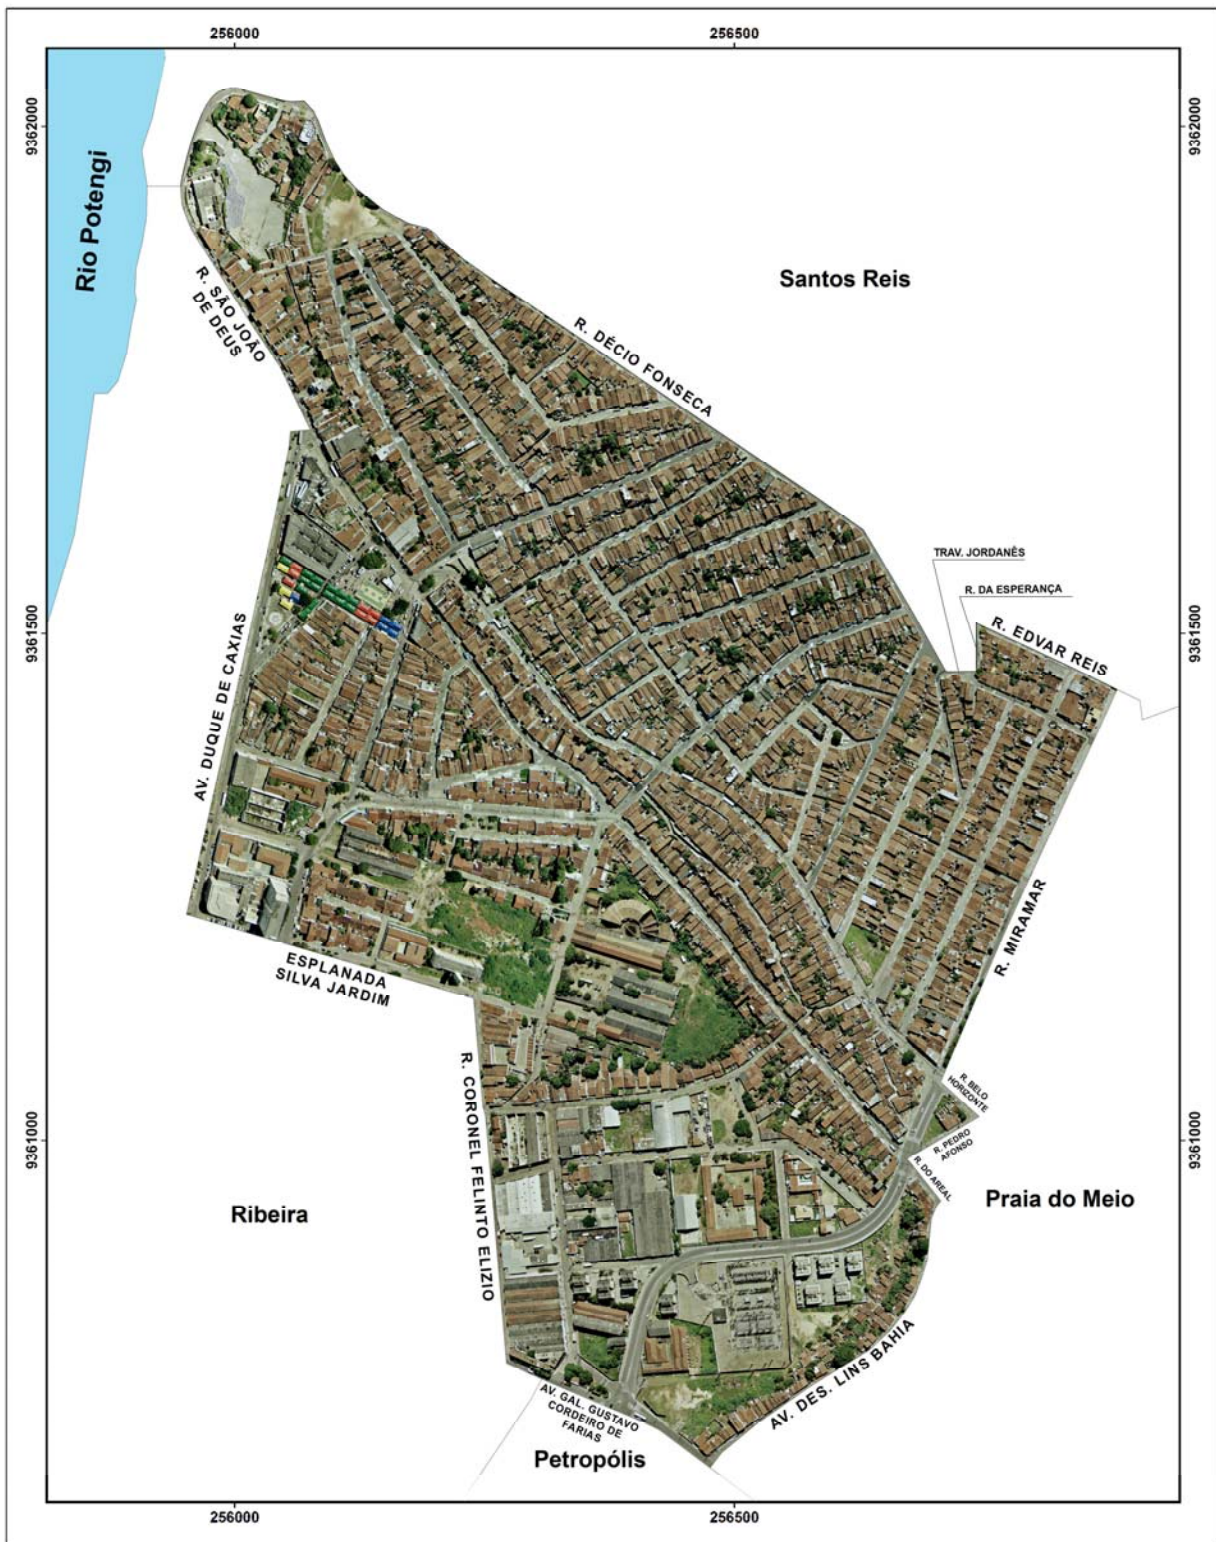 256000
256500
9362000
9362000
Rio Potengi
Santos Reis
R. SÃO JOÃO
DE DEUS
R. DÉCIO FONSECA
TRAV. JORDANÊS
R. DA ESPERANÇA
9361500
9361500
R. EDVAR REIS
AV. DUQUE DE CAXIAS
R. MIRAMAR
ESPLANADA
SILVA JARDIM
R. CORONEL FELINTO ELIZIO
R. BELO
HORIZONTE
R. PEDRO
AFONSO
R. DO AREAL
9361000
9361000
Ribeira
Praia do Meio
AV. DES. LINS BAHIA
AV. GAL. GUSTAVO
CORDEIRO DE
FARIAS
Petropólis
256000
256500